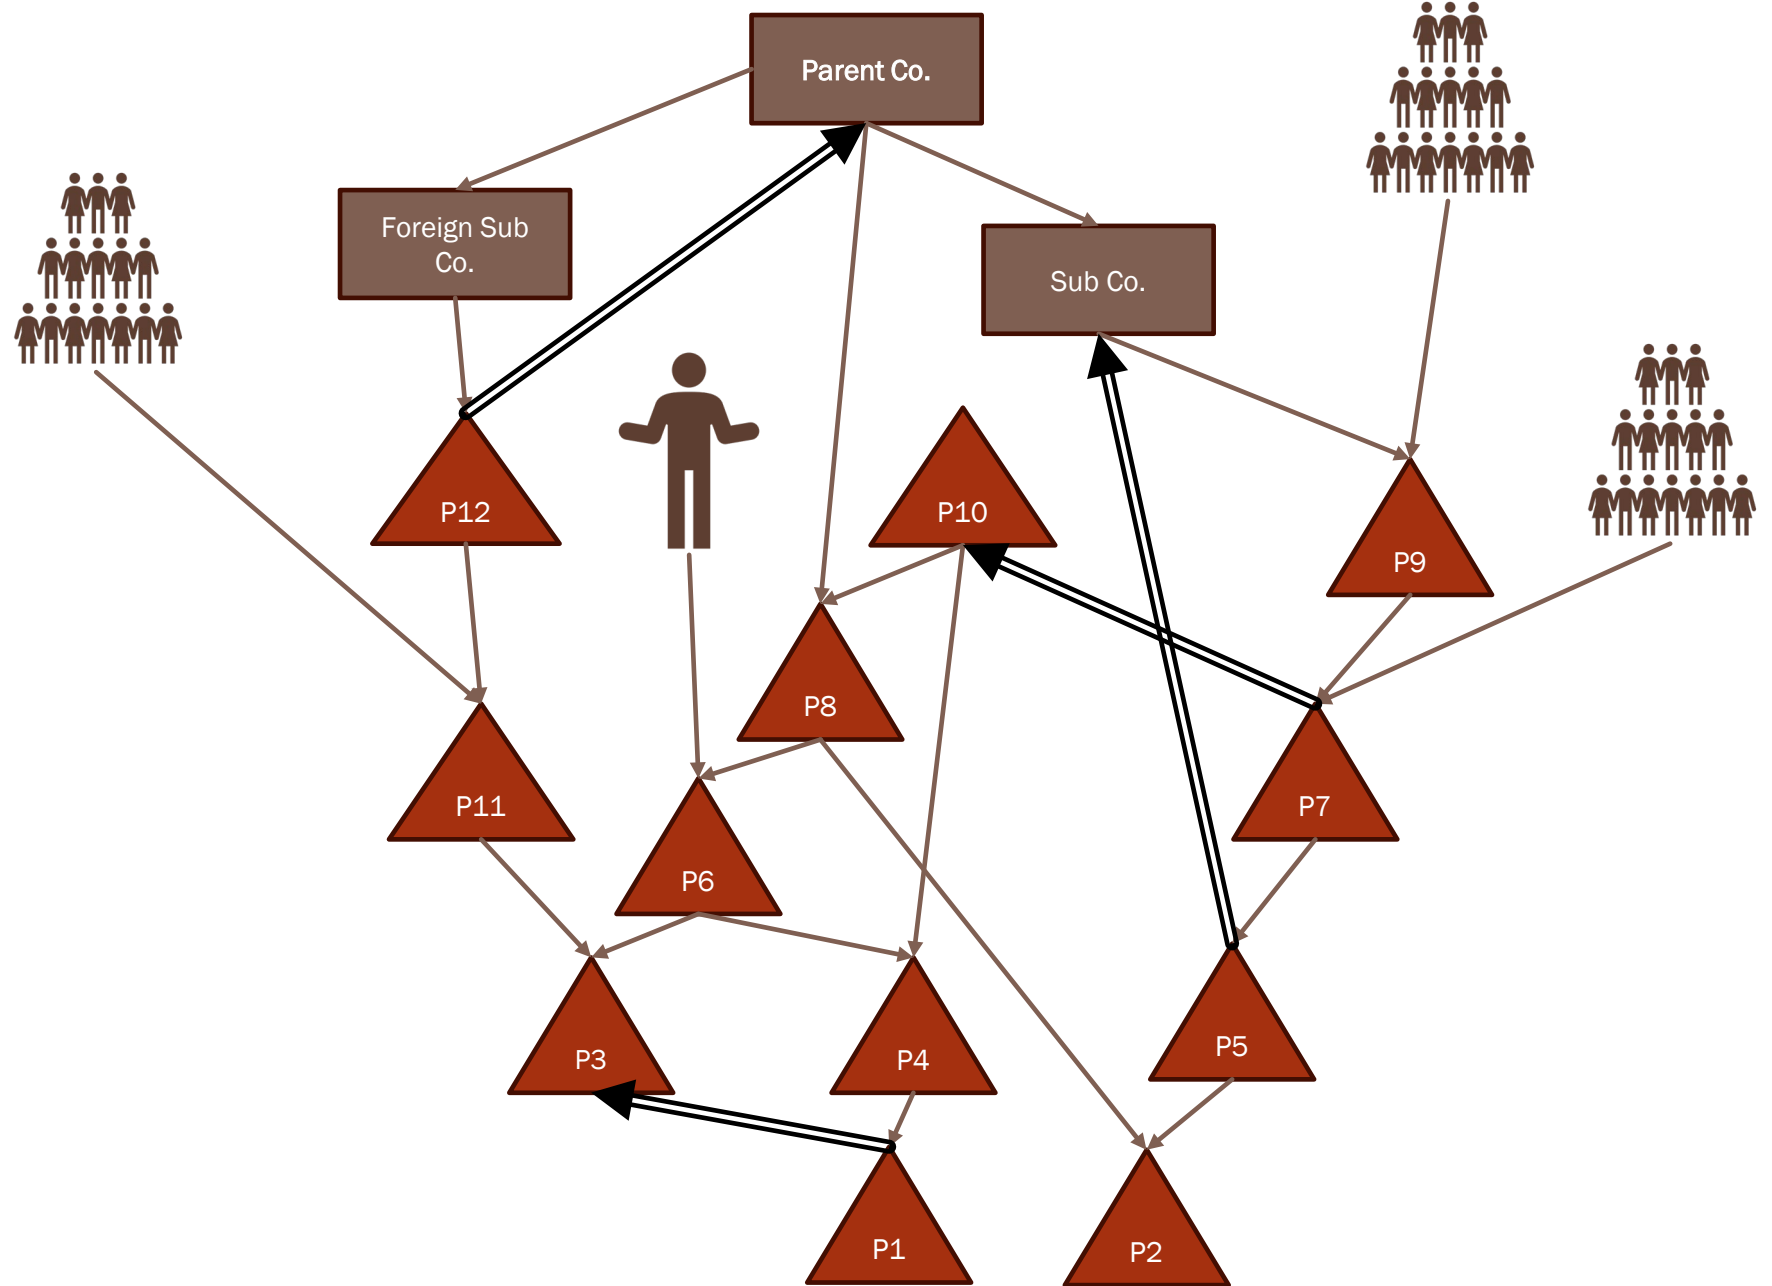 Parent Co.
Foreign Sub
Co.
Sub Co.
P12
P10
P9
P8
P11
P7
P6
P3
P4
P5
P1
P2